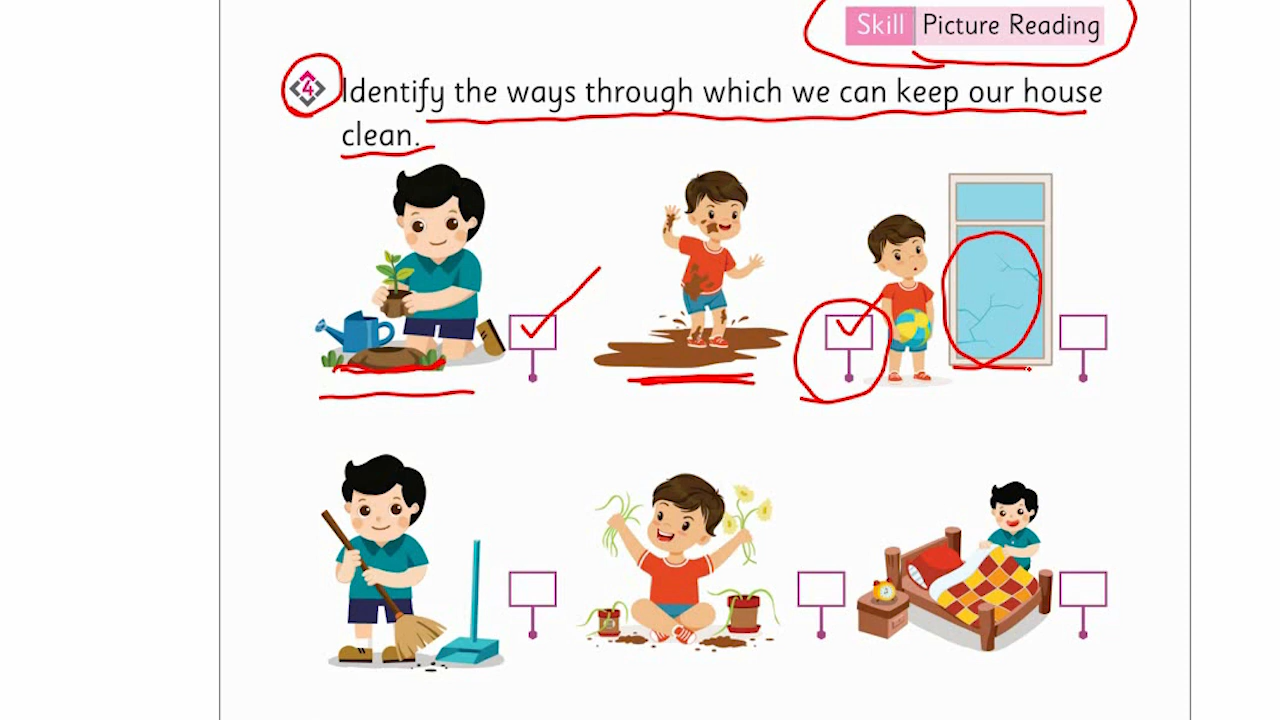 Skill Picture Reading
4 Identify the ways through which we can keep our house
clean.